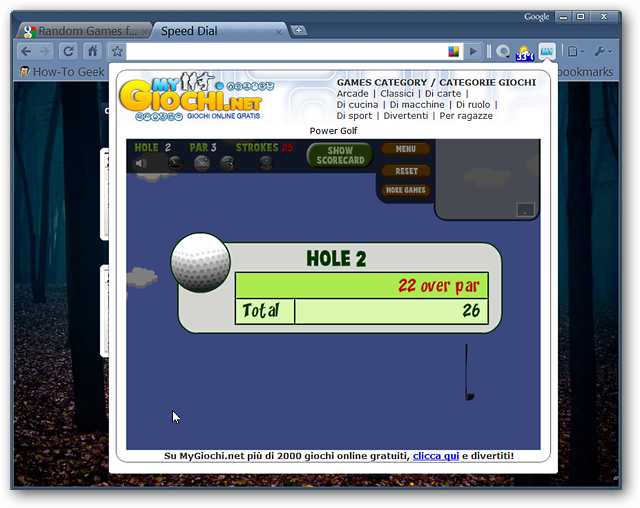 Google
Random Games f...
Speed Dial
33°F
How-To Geek
bookmarks
MY
GIOCHI.NET
GIOCHI ONLINE GRATIS
GAMES CATEGORY / CATEGORIE GIOCHI
Arcade | Classici | Di carte |
Di cucina | Di macchine | Di ruolo |
Di sport | Divertenti | Per ragazze
Power Golf
HOLE 2 PAR 3 STROKES 25
SHOW
SCORECARD
MENU
RESET
MORE GAMES
HOLE 2
22 over par
Total 26
Su MyGiochi.net più di 2000 giochi online gratuiti, clicca qui e divertiti!